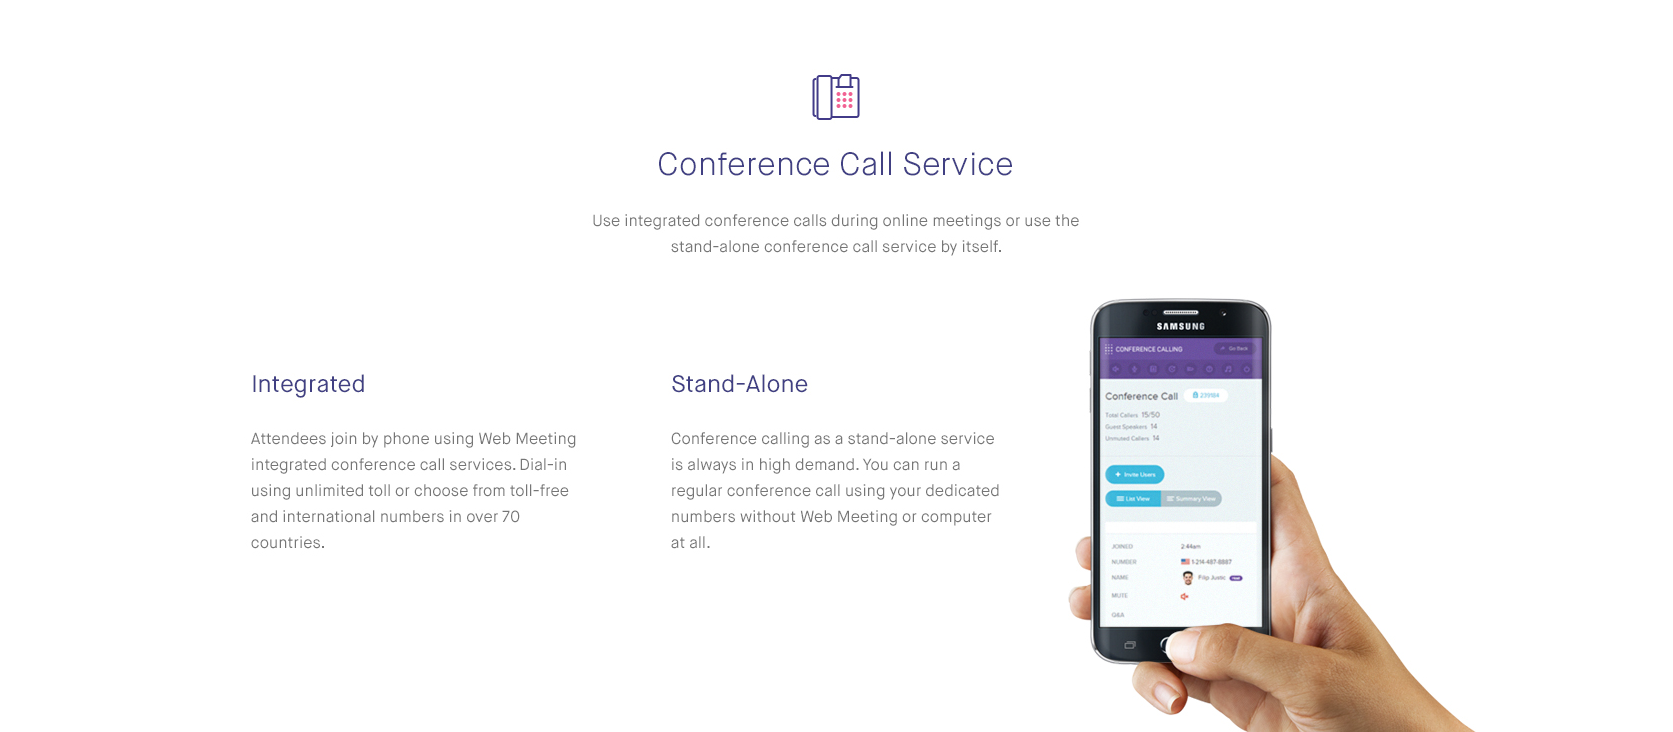 Conference Call Service
Use integrated conference calls during online meetings or use the
stand-alone conference call service by itself.
Integrated
Attendees join by phone using Web Meeting
integrated conference call services. Dial-in
using unlimited toll or choose from toll-free
and international numbers in over 70
countries.
Stand-Alone
Conference calling as a stand-alone service
is always in high demand. You can run a
regular conference call using your dedicated
numbers without Web Meeting or computer
at all.
SAMSUNG
CONFERENCE CALLING
Go Back
Conference Call
239184
Total Callers 15/50
Guest Speakers 14
Unmuted Callers 14
+ Invite Users
List View
Summary View
JOINED 2:44am
NUMBER 1-214-487-8887
NAME Filip Justic
MUTE
Q&A